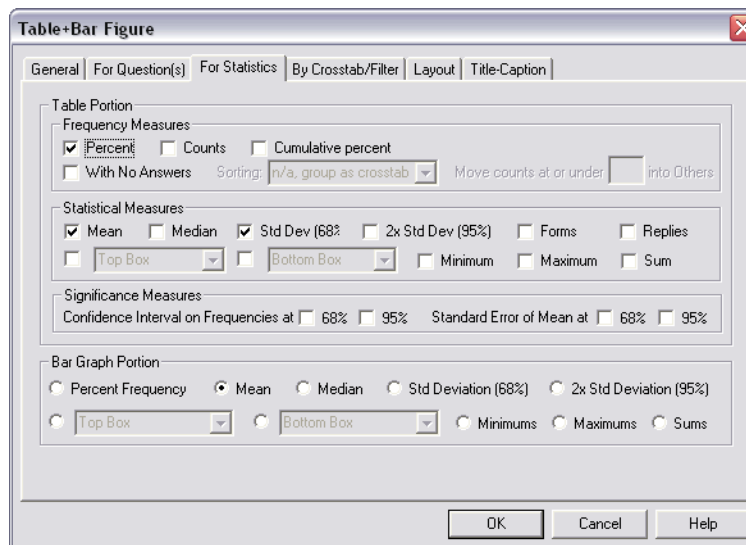 Table+Bar Figure
General For Question(s) For Statistics By Crosstab/Filter Layout Title-Caption
Table Portion
Frequency Measures
Percent Counts Cumulative percent
With No Answers Sorting: n/a, group as crosstab Move counts at or under into Others
Statistical Measures
Mean Median Std Dev (68% 2x Std Dev (95%) Forms Replies
Top Box Bottom Box Minimum Maximum Sum
Significance Measures
Confidence Interval on Frequencies at 68% 95% Standard Error of Mean at 68% 95%
Bar Graph Portion
Percent Frequency Mean Median Std Deviation (68%) 2x Std Deviation (95%)
Top Box Bottom Box Minimums Maximums Sums
OK Cancel Help